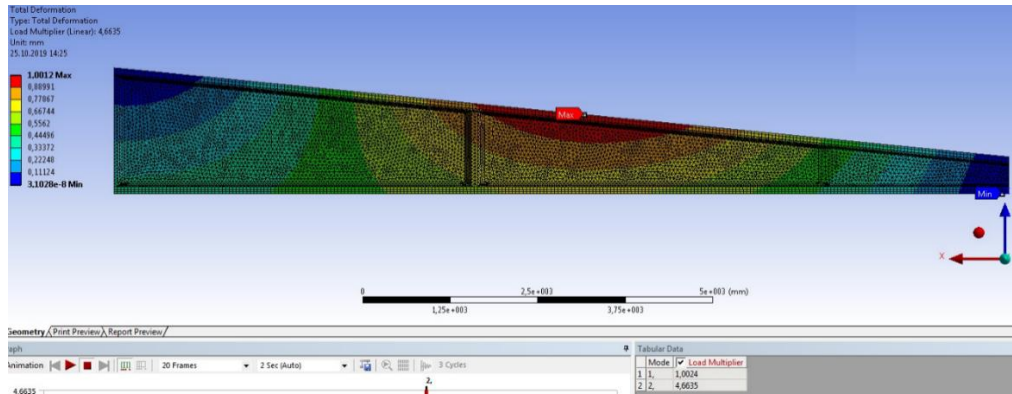 Total Deformation
Type: Total Deformation
Load Multiplier (Linear): 4,6635
Unit: mm
25.10.2019 14:25
1,0012 Max
0,88991
0,77867
0,66744
0,5562
0,44496
0,33372
0,22248
0,11124
3,1028e-8 Min
Max
Min
X
0 2,5e+003 5e+003 (mm)
1,25e+003 3,75e+003
Geometry Print Preview Report Preview
raph Tabular Data
Animation 20 Frames 2 Sec (Auto) 3 Cycles
Mode Load Multiplier
1 1, 1,0024
2 2, 4,6635
2,
4.6635